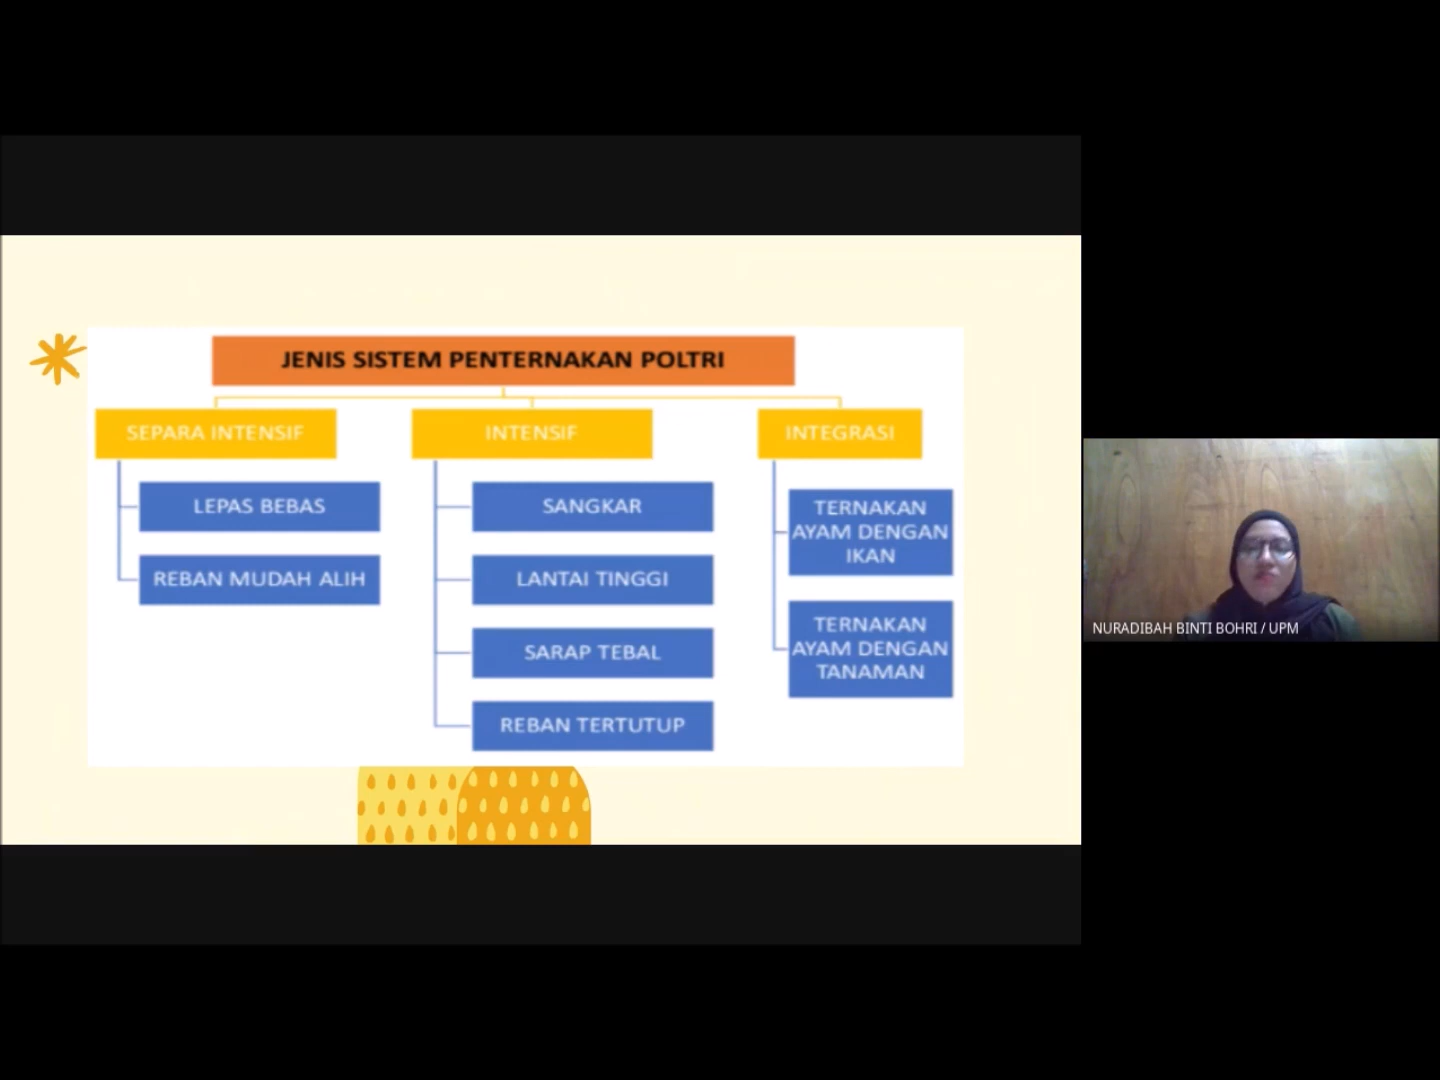 JENIS SISTEM PENTERNAKAN POLTRI
SEPARA INTENSIF
LEPAS BEBAS
REBAN MUDAH ALIH
INTENSIF
SANGKAR
LANTAI TINGGI
SARAP TEBAL
REBAN TERTUTUP
INTEGRASI
TERNAKAN
AYAM DENGAN
IKAN
TERNAKAN
AYAM DENGAN
TANAMAN
NURADIBAH BINTI BOHRI / UPM